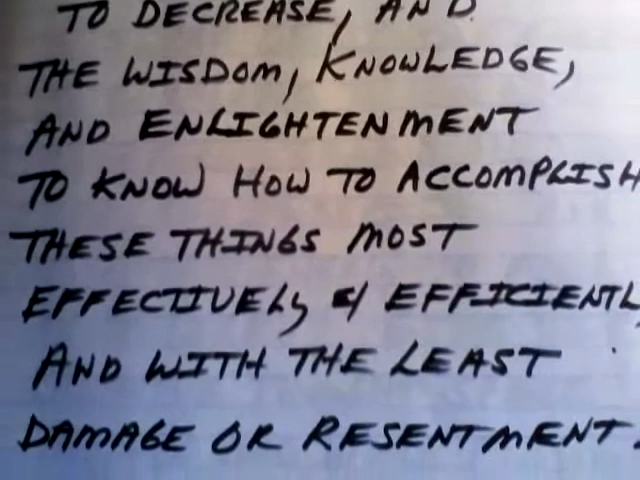 TO DECREASE, AND
THE WISDOM, KNOWLEDGE,
AND ENLIGHTENMENT
TO KNOW HOW TO ACCOMPLISH
THESE THINGS MOST
EFFECTIVELY & EFFICIENTL
AND WITH THE LEAST
DAMAGE OR RESENTMENT.